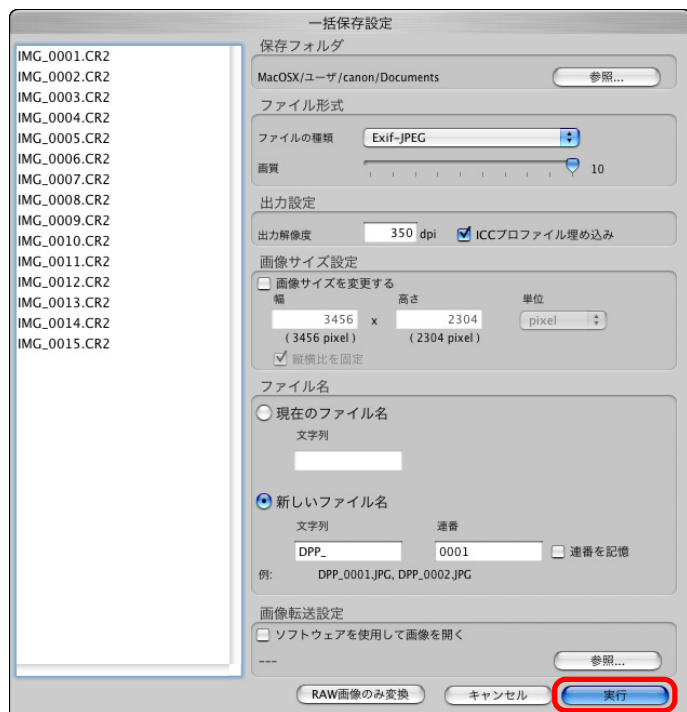 一括保存設定
IMG_0001.CR2
IMG_0002.CR2
IMG_0003.CR2
IMG_0004.CR2
IMG_0005.CR2
IMG_0006.CR2
IMG_0007.CR2
IMG_0008.CR2
IMG_0009.CR2
IMG_0010.CR2
IMG_0011.CR2
IMG_0012.CR2
IMG_0013.CR2
IMG_0014.CR2
IMG_0015.CR2
保存フォルダ
MacOSX/ユーザ/canon/Documents 参照...
ファイル形式
ファイルの種類 Exif-JPEG
画質 10
出力設定
出力解像度 350 dpi ICCプロファイル埋め込み
画像サイズ設定
画像サイズを変更する
幅 高さ 単位
3456 x 2304 pixel
(3456 pixel) (2304 pixel)
縦横比を固定
ファイル名
現在のファイル名
文字列
新しいファイル名
文字列 連番
DPP_ 0001 連番を記憶
例: DPP_0001.JPG, DPP_0002.JPG
画像転送設定
ソフトウェアを使用して画像を開く
--- 参照...
RAW画像のみ変換 キャンセル 実行